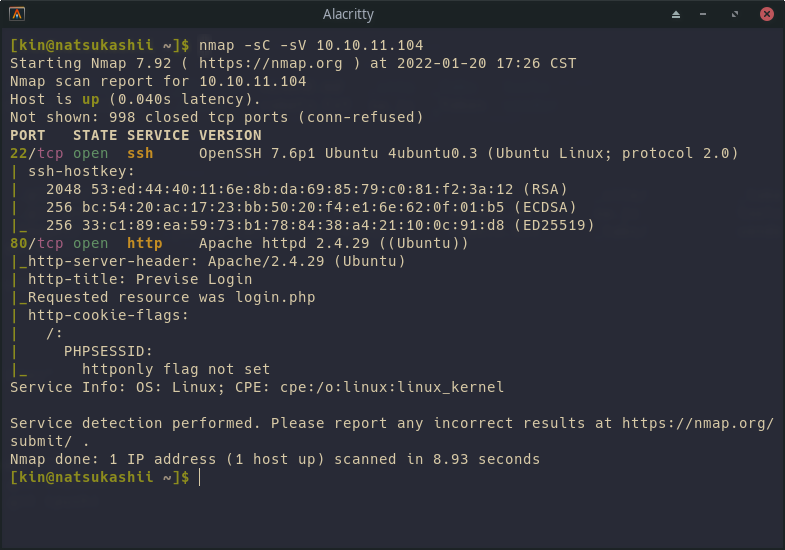 Alacritty
[kin@natsukashii ~]$ nmap -sC -sV 10.10.11.104
Starting Nmap 7.92 ( https://nmap.org ) at 2022-01-20 17:26 CST
Nmap scan report for 10.10.11.104
Host is up (0.040s latency).
Not shown: 998 closed tcp ports (conn-refused)
PORT   STATE SERVICE VERSION
22/tcp open  ssh     OpenSSH 7.6p1 Ubuntu 4ubuntu0.3 (Ubuntu Linux; protocol 2.0)
| ssh-hostkey:
|   2048 53:ed:44:40:11:6e:8b:da:69:85:79:c0:81:f2:3a:12 (RSA)
|   256 bc:54:20:ac:17:23:bb:50:20:f4:e1:6e:62:0f:01:b5 (ECDSA)
|_  256 33:c1:89:ea:59:73:b1:78:84:38:a4:21:10:0c:91:d8 (ED25519)
80/tcp open  http    Apache httpd 2.4.29 ((Ubuntu))
|_http-server-header: Apache/2.4.29 (Ubuntu)
| http-title: Previse Login
|_Requested resource was login.php
| http-cookie-flags:
|   /:
|     PHPSESSID:
|_      httponly flag not set
Service Info: OS: Linux; CPE: cpe:/o:linux:linux_kernel
Service detection performed. Please report any incorrect results at https://nmap.org/
submit/ .
Nmap done: 1 IP address (1 host up) scanned in 8.93 seconds
[kin@natsukashii ~]$